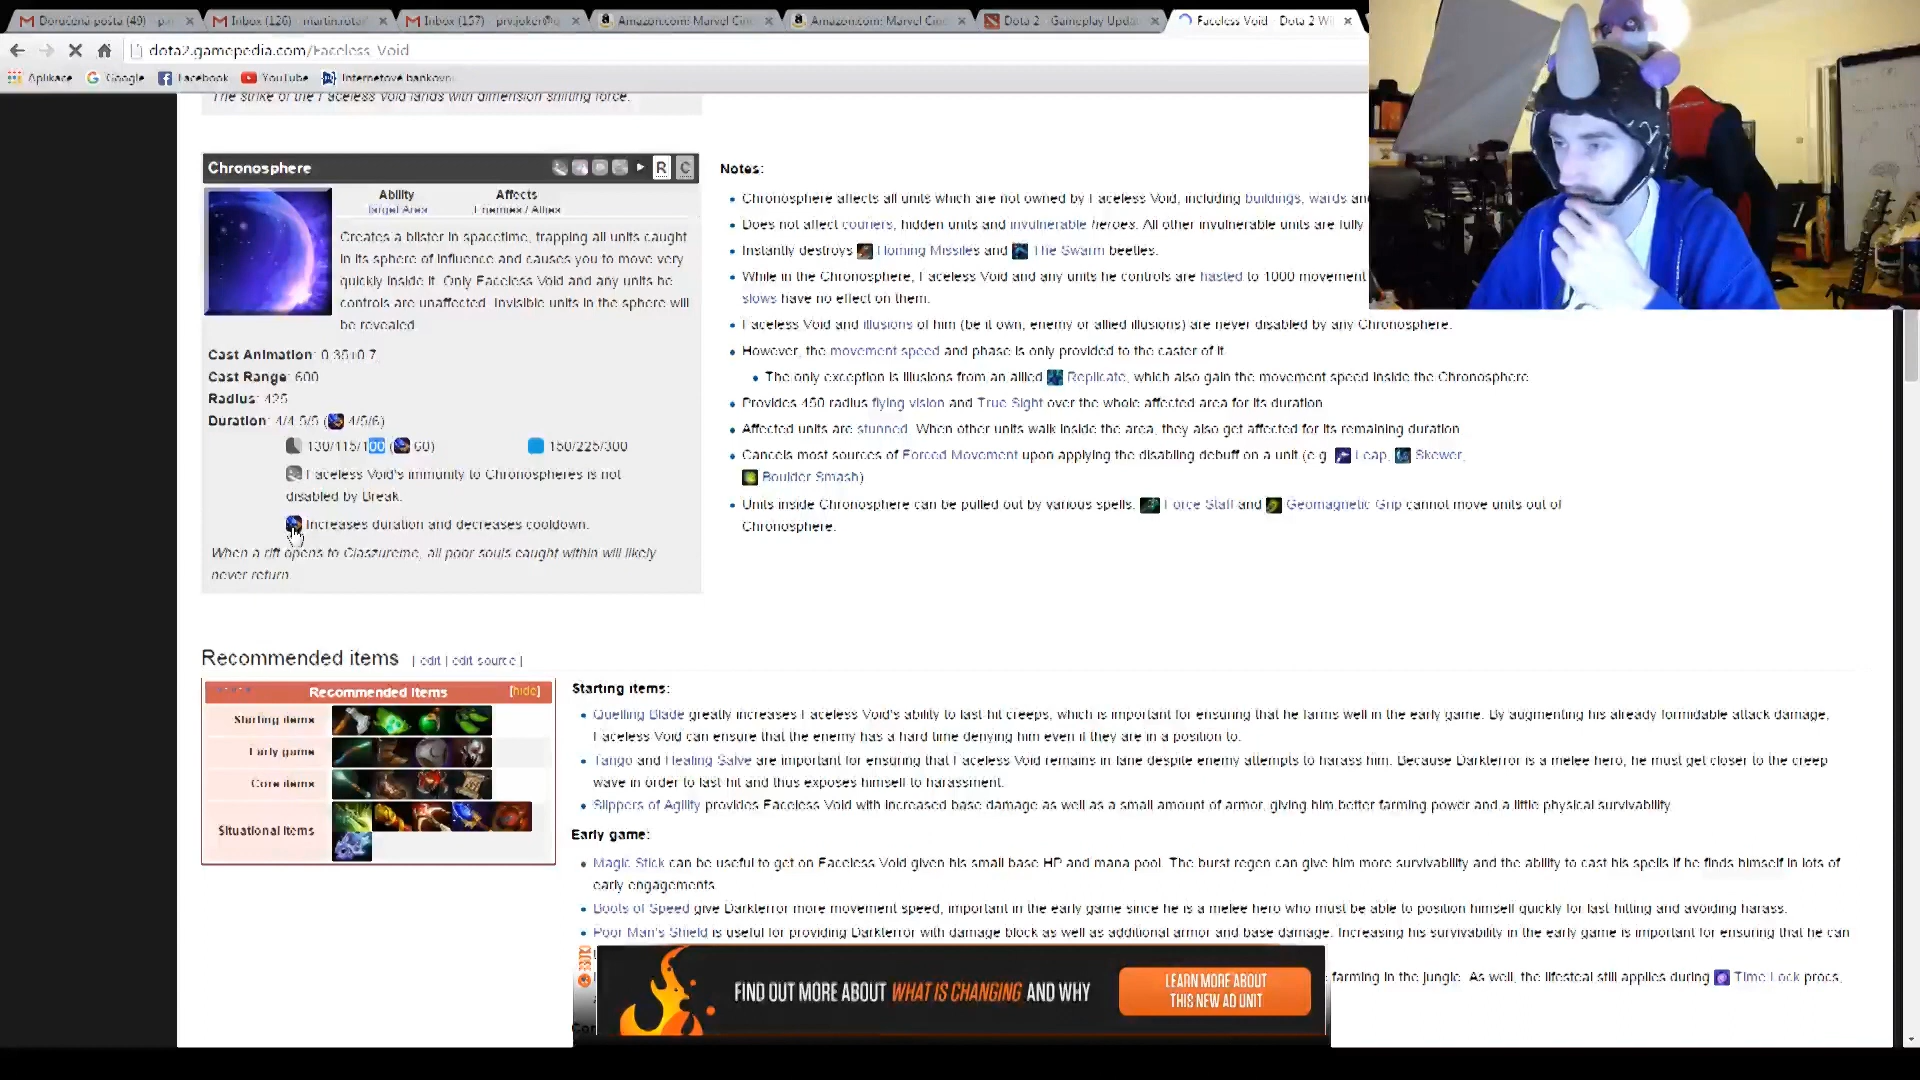 Doručená pošta (49) - p.r
Inbox (126) - martin.rota
Inbox (157) - prv.joker@
Amazon.com: Marvel Cin
Amazon.com: Marvel Cin
Dota 2 - Gameplay Upda
Faceless Void - Dota 2 Wi
dota2.gamepedia.com/Faceless_Void
Aplikace
Google
Facebook
YouTube
Internetové bankovni
The strike of the Faceless Void lands with dimension shifting force.
Chronosphere
R C
Ability
Target Area
Affects
Enemies / Allies
Creates a blister in spacetime, trapping all units caught
in its sphere of influence and causes you to move very
quickly inside it. Only Faceless Void and any units he
controls are unaffected. Invisible units in the sphere will
be revealed.
Cast Animation: 0.35+0.7
Cast Range: 600
Radius: 425
Duration: 4/4.5/5 ( 4/5/6)
130/115/100 ( 60)
150/225/300
Faceless Void's immunity to Chronospheres is not
disabled by Break.
Increases duration and decreases cooldown.
When a rift opens to Claszureme, all poor souls caught within will likely
never return.
Notes:
Chronosphere affects all units which are not owned by Faceless Void, including buildings, wards and
Does not affect couriers, hidden units and invulnerable heroes. All other invulnerable units are fully
Instantly destroys Homing Missiles and The Swarm beetles.
While in the Chronosphere, Faceless Void and any units he controls are hasted to 1000 movement
slows have no effect on them.
Faceless Void and illusions of him (be it own, enemy or allied illusions) are never disabled by any Chronosphere.
However, the movement speed and phase is only provided to the caster of it.
The only exception is illusions from an allied Replicate, which also gain the movement speed inside the Chronosphere.
Provides 450 radius flying vision and True Sight over the whole affected area for its duration.
Affected units are stunned. When other units walk inside the area, they also get affected for its remaining duration.
Cancels most sources of Forced Movement upon applying the disabling debuff on a unit (e.g. Leap, Skewer,
Boulder Smash)
Units inside Chronosphere can be pulled out by various spells. Force Staff and Geomagnetic Grip cannot move units out of
Chronosphere.
Recommended items [ edit | edit source ]
Recommended Items [hide]
Starting items
Early game
Core items
Situational items
Starting items:
Quelling Blade greatly increases Faceless Void's ability to last hit creeps, which is important for ensuring that he farms well in the early game. By augmenting his already formidable attack damage,
Faceless Void can ensure that the enemy has a hard time denying him even if they are in a position to.
Tango and Healing Salve are important for ensuring that Faceless Void remains in lane despite enemy attempts to harass him. Because Darkterror is a melee hero, he must get closer to the creep
wave in order to last hit and thus exposes himself to harassment.
Slippers of Agility provides Faceless Void with increased base damage as well as a small amount of armor, giving him better farming power and a little physical survivability.
Early game:
Magic Stick can be useful to get on Faceless Void given his small base HP and mana pool. The burst regen can give him more survivability and the ability to cast his spells if he finds himself in lots of
early engagements.
Boots of Speed give Darkterror more movement speed, important in the early game since he is a melee hero who must be able to position himself quickly for last hitting and avoiding harass.
Poor Man's Shield is useful for providing Darkterror with damage block as well as additional armor and base damage. Increasing his survivability in the early game is important for ensuring that he can
farming in the jungle. As well, the lifesteal still applies during Time Lock procs,
FIND OUT MORE ABOUT WHAT IS CHANGING AND WHY
LEARN MORE ABOUT
THIS NEW AD UNIT